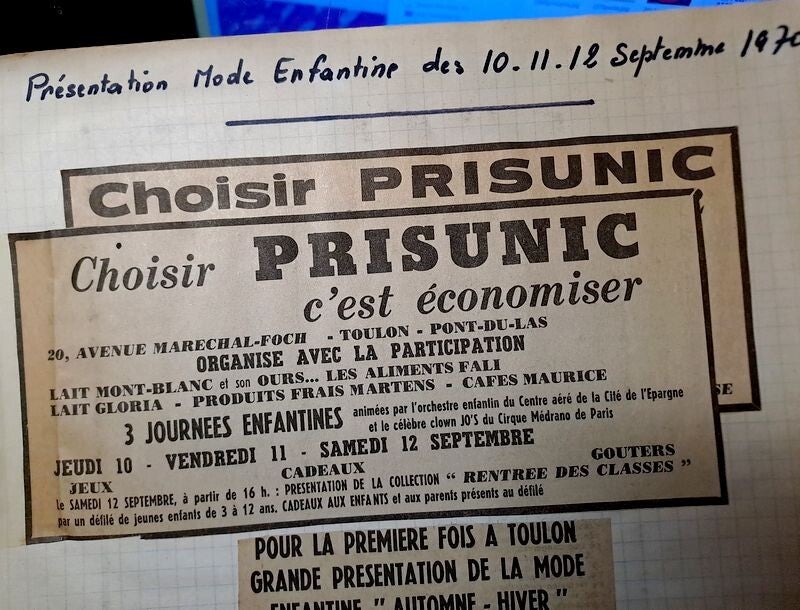 Présentation Mode Enfantine des 10.11.12 Septembre 1970
Choisir PRISUNIC
Choisir PRISUNIC
c'est économiser
20, AVENUE MARECHAL-FOCH - TOULON - PONT-DU-LAS
ORGANISE AVEC LA PARTICIPATION
LAIT MONT-BLANC et son OURS... LES ALIMENTS FALI
LAIT GLORIA - PRODUITS FRAIS MARTENS - CAFES MAURICE
3 JOURNEES ENFANTINES animées par l'orchestre enfantin du Centre aéré de la Cité de l'Epargne
et le célèbre clown JO'S du Cirque Médrano de Paris
JEUDI 10 - VENDREDI 11 - SAMEDI 12 SEPTEMBRE
JEUX CADEAUX GOUTERS
Le SAMEDI 12 SEPTEMBRE, à partir de 16 h. : PRESENTATION DE LA COLLECTION " RENTREE DES CLASSES "
par un défilé de jeunes enfants de 3 à 12 ans. CADEAUX AUX ENFANTS et aux parents présents au défilé
SE
POUR LA PREMIERE FOIS A TOULON
GRANDE PRESENTATION DE LA MODE
ENFANTINE " AUTOMNE - HIVER "